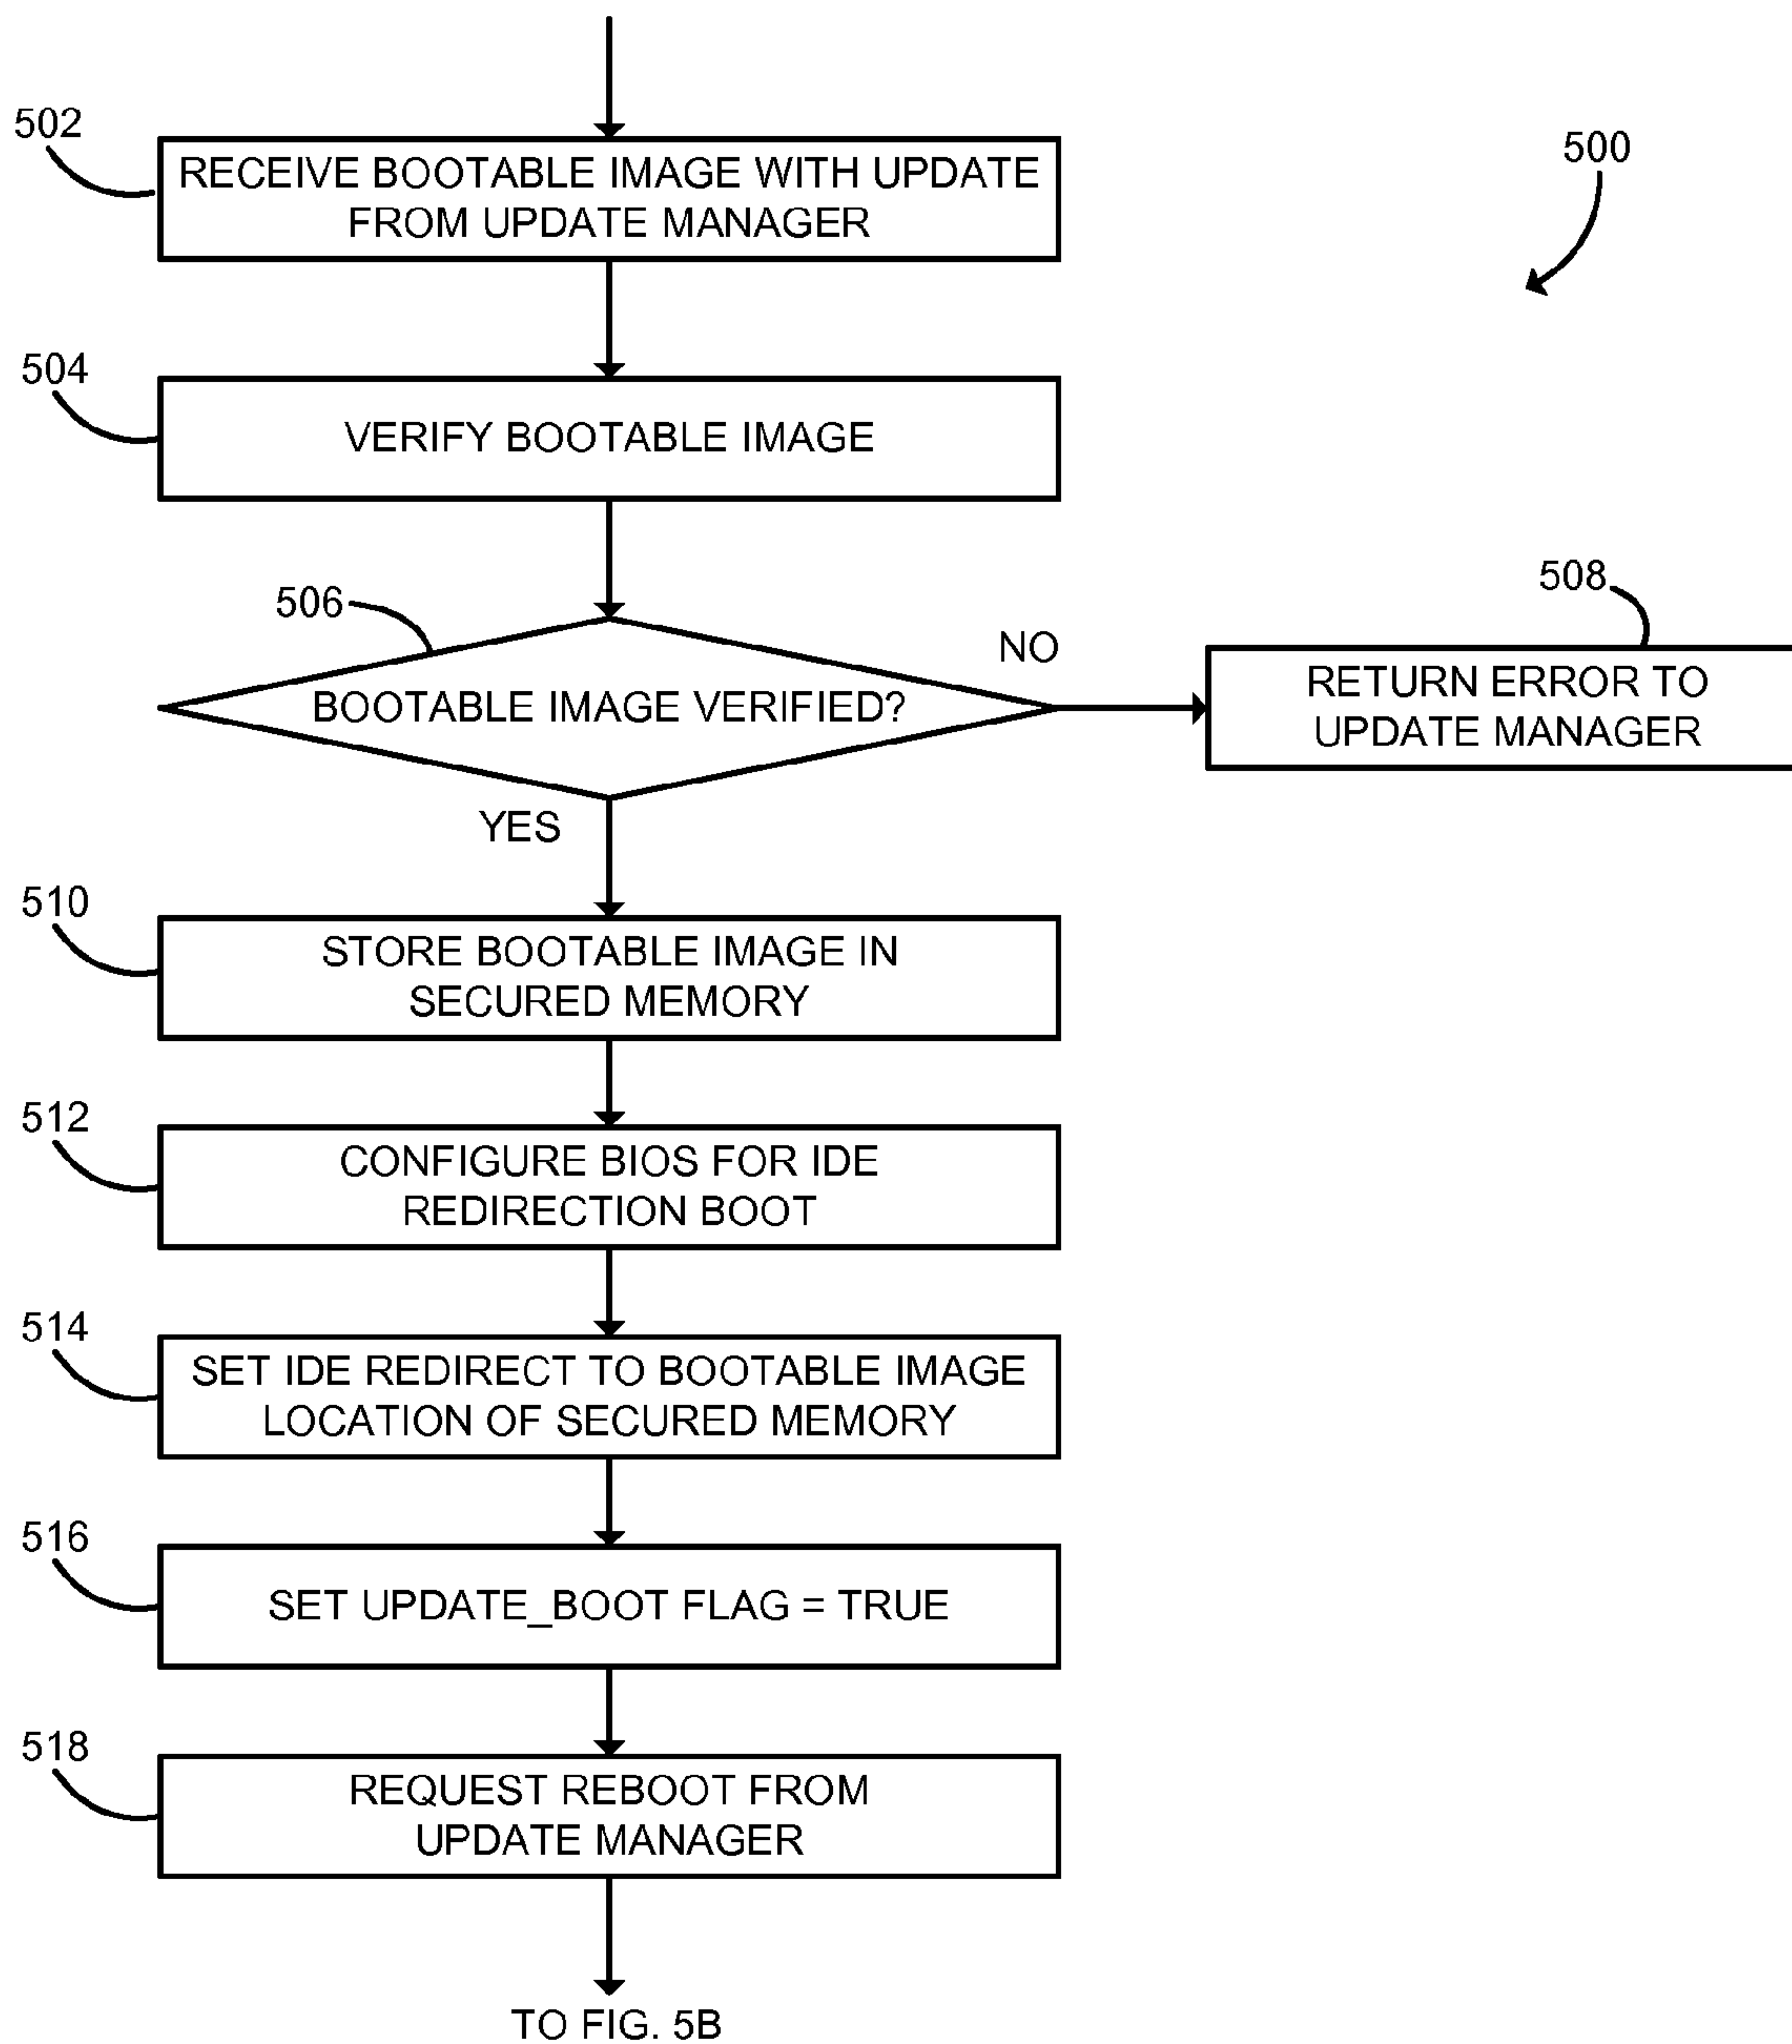 502
RECEIVE BOOTABLE IMAGE WITH UPDATE
FROM UPDATE MANAGER
500
504
VERIFY BOOTABLE IMAGE
506
BOOTABLE IMAGE VERIFIED?
NO
508
RETURN ERROR TO
UPDATE MANAGER
YES
510
STORE BOOTABLE IMAGE IN
SECURED MEMORY
512
CONFIGURE BIOS FOR IDE
REDIRECTION BOOT
514
SET IDE REDIRECT TO BOOTABLE IMAGE
LOCATION OF SECURED MEMORY
516
SET UPDATE_BOOT FLAG = TRUE
518
REQUEST REBOOT FROM
UPDATE MANAGER
TO FIG. 5B